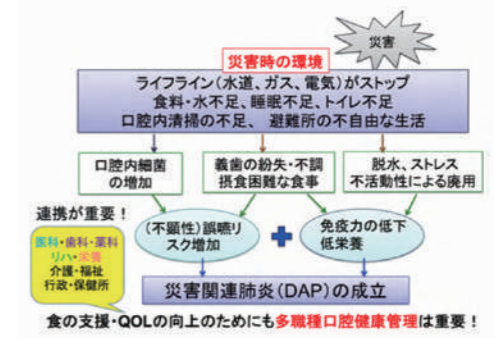 災害
災害時の環境
ライフライン(水道、ガス、電気)がストップ
食料・水不足、睡眠不足、トイレ不足
口腔内清掃の不足、避難所の不自由な生活
口腔内細菌
の増加
義歯の紛失・不調
摂食困難な食事
脱水、ストレス
不活動性による廃用
連携が重要!
医科・歯科・薬科
リハ・栄養
介護・福祉
行政・保健所
(不顕性)誤嚥リ
スク増加
+
免疫力の低下
低栄養
災害関連肺炎(DAP)の成立
食の支援・QOLの向上のためにも多職種口腔健康管理は重要!